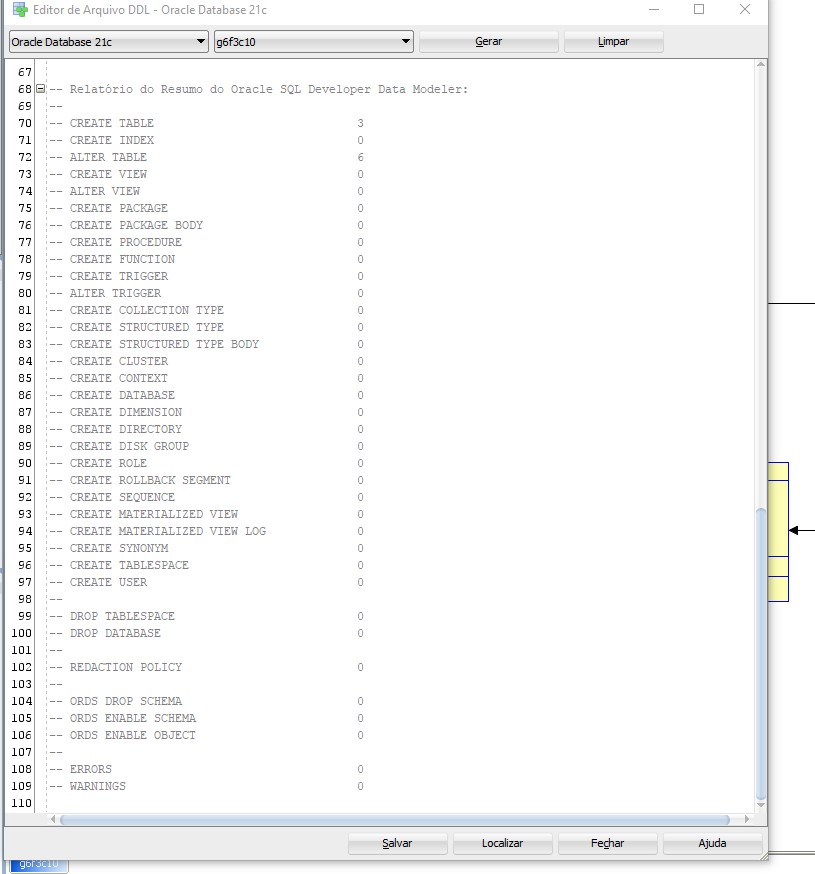 Editor de Arquivo DDL - Oracle Database 21c
Oracle Database 21c g6f3c10 Gerar Limpar
67
68 -- Relatório do Resumo do Oracle SQL Developer Data Modeler:
69 --
70 -- CREATE TABLE 3
71 -- CREATE INDEX 0
72 -- ALTER TABLE 6
73 -- CREATE VIEW 0
74 -- ALTER VIEW 0
75 -- CREATE PACKAGE 0
76 -- CREATE PACKAGE BODY 0
77 -- CREATE PROCEDURE 0
78 -- CREATE FUNCTION 0
79 -- CREATE TRIGGER 0
80 -- ALTER TRIGGER 0
81 -- CREATE COLLECTION TYPE 0
82 -- CREATE STRUCTURED TYPE 0
83 -- CREATE STRUCTURED TYPE BODY 0
84 -- CREATE CLUSTER 0
85 -- CREATE CONTEXT 0
86 -- CREATE DATABASE 0
87 -- CREATE DIMENSION 0
88 -- CREATE DIRECTORY 0
89 -- CREATE DISK GROUP 0
90 -- CREATE ROLE 0
91 -- CREATE ROLLBACK SEGMENT 0
92 -- CREATE SEQUENCE 0
93 -- CREATE MATERIALIZED VIEW 0
94 -- CREATE MATERIALIZED VIEW LOG 0
95 -- CREATE SYNONYM 0
96 -- CREATE TABLESPACE 0
97 -- CREATE USER 0
98 --
99 -- DROP TABLESPACE 0
100 -- DROP DATABASE 0
101 --
102 -- REDACTION POLICY 0
103 --
104 -- ORDS DROP SCHEMA 0
105 -- ORDS ENABLE SCHEMA 0
106 -- ORDS ENABLE OBJECT 0
107 --
108 -- ERRORS 0
109 -- WARNINGS 0
110
Salvar Localizar Fechar Ajuda
g6f3c10